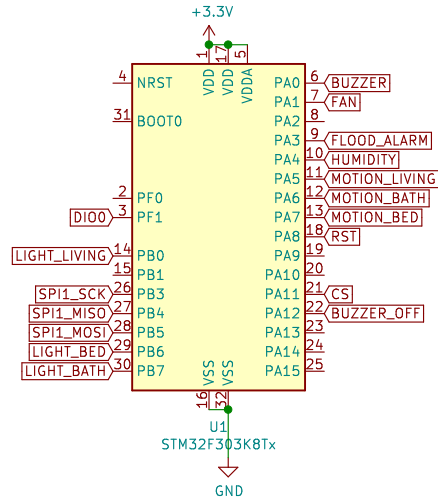 +3.3V
1 17 5
VDD VDD VDDA
4 NRST PA0 6 BUZZER
PA1 7 FAN
31 BOOT0 PA2 8
PA3 9 FLOOD_ALARM
PA4 10 HUMIDITY
PA5 11 MOTION_LIVING
2 PF0 PA6 12 MOTION_BATH
DIO0 3 PF1 PA7 13 MOTION_BED
PA8 18 RST
LIGHT_LIVING 14 PB0 PA9 19
15 PB1 PA10 20
SPI1_SCK 26 PB3 PA11 21 CS
SPI1_MISO 27 PB4 PA12 22 BUZZER_OFF
SPI1_MOSI 28 PB5 PA13 23
LIGHT_BED 29 PB6 PA14 24
LIGHT_BATH 30 PB7 PA15 25
VSS VSS
16 32
U1
STM32F303K8Tx
GND